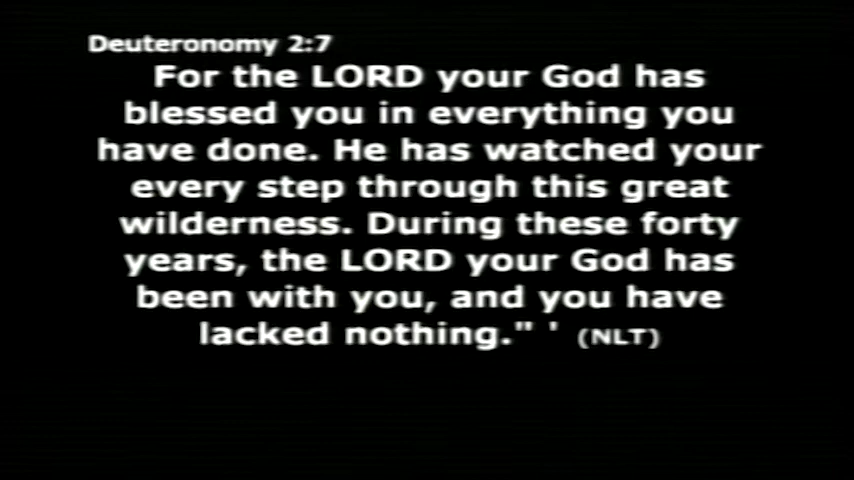 Deuteronomy 2:7
For the LORD your God has
blessed you in everything you
have done. He has watched your
every step through this great
wilderness. During these forty
years, the LORD your God has
been with you, and you have
lacked nothing." ' (NLT)